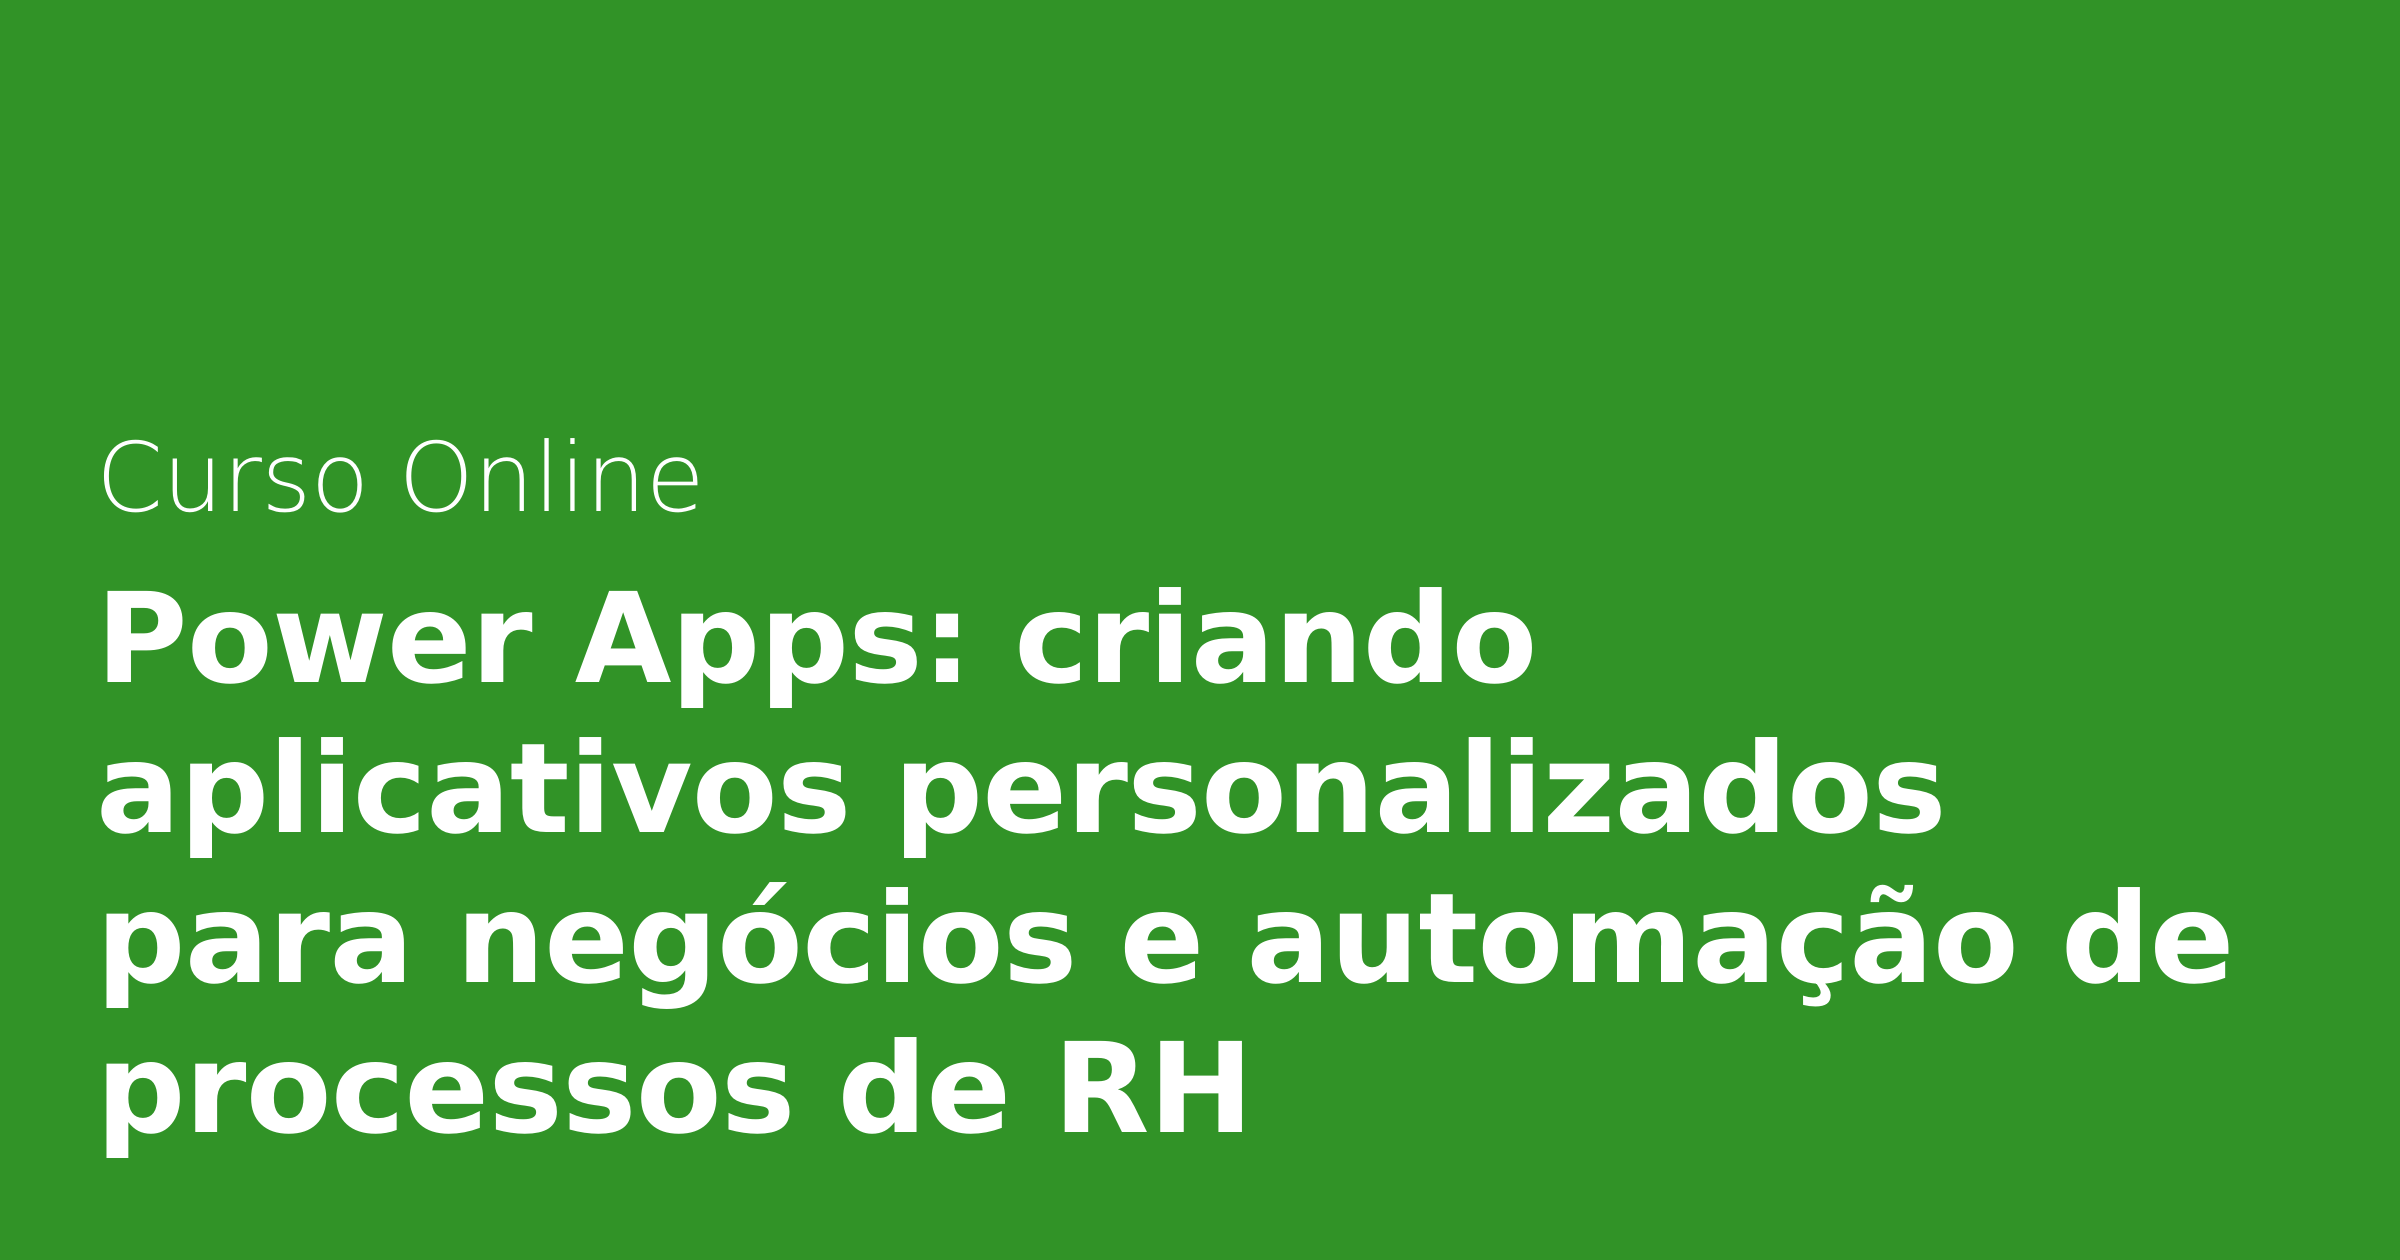 Curso Online
Power Apps: criando
aplicativos personalizados
para negócios e automação de
processos de RH